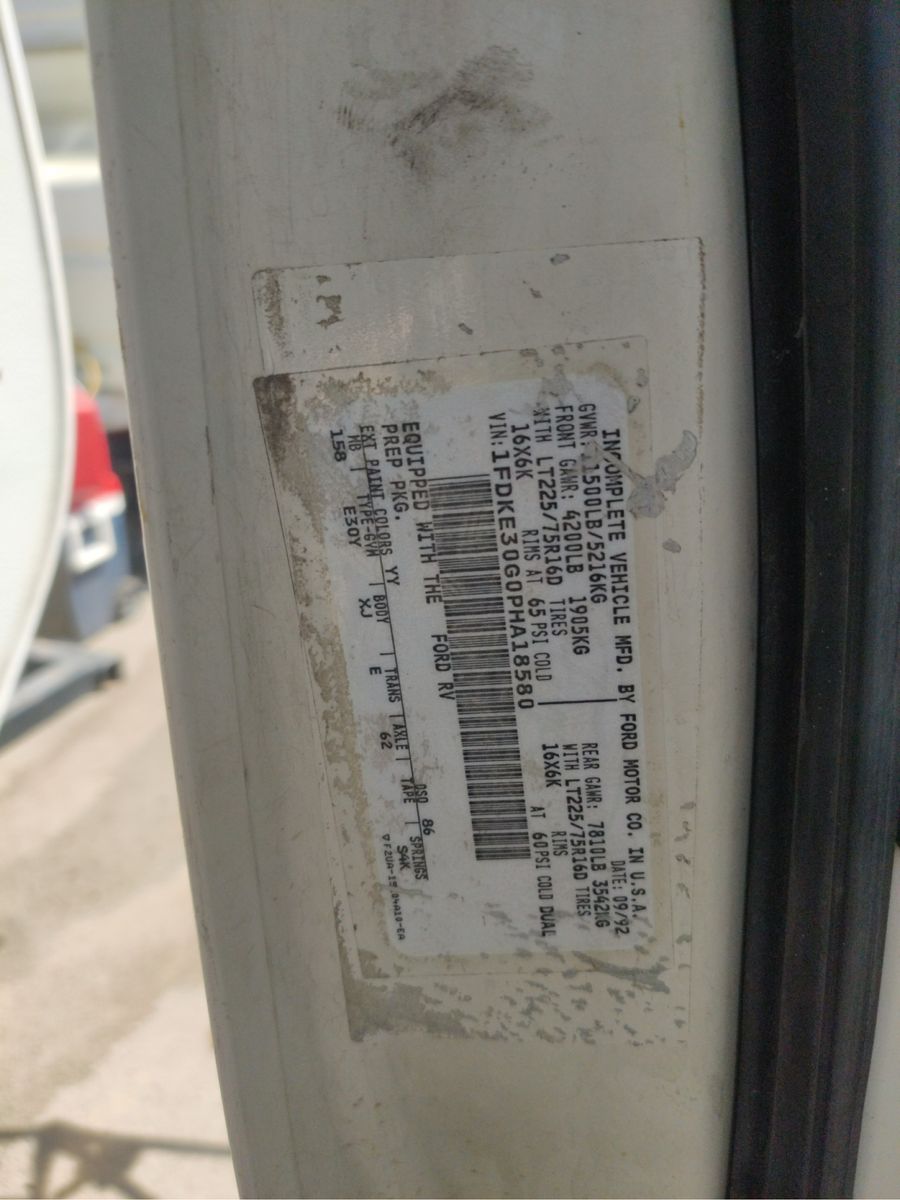 INCOMPLETE VEHICLE MFD. BY FORD MOTOR CO. IN U.S.A.
GVWR: 11500LB/5216KG DATE: 09/92
FRONT GAWR: 4200LB 1905KG REAR GAWR: 7810LB 3542KG
WITH LT225/75R16D TIRES WITH LT225/75R16D TIRES
16X6K RIMS AT 65 PSI COLD 16X6K RIMS AT 60PSI COLD DUAL
VIN: 1FDKE30G0PHA18580
EQUIPPED WITH THE FORD RV
PREP PKG.
EXT PAINT COLORS YY DSO 86
WB | TYPE-GVW | BODY | TRANS | AXLE | TAPE | SPRINGS
158 E30Y XJ E 62 S4K